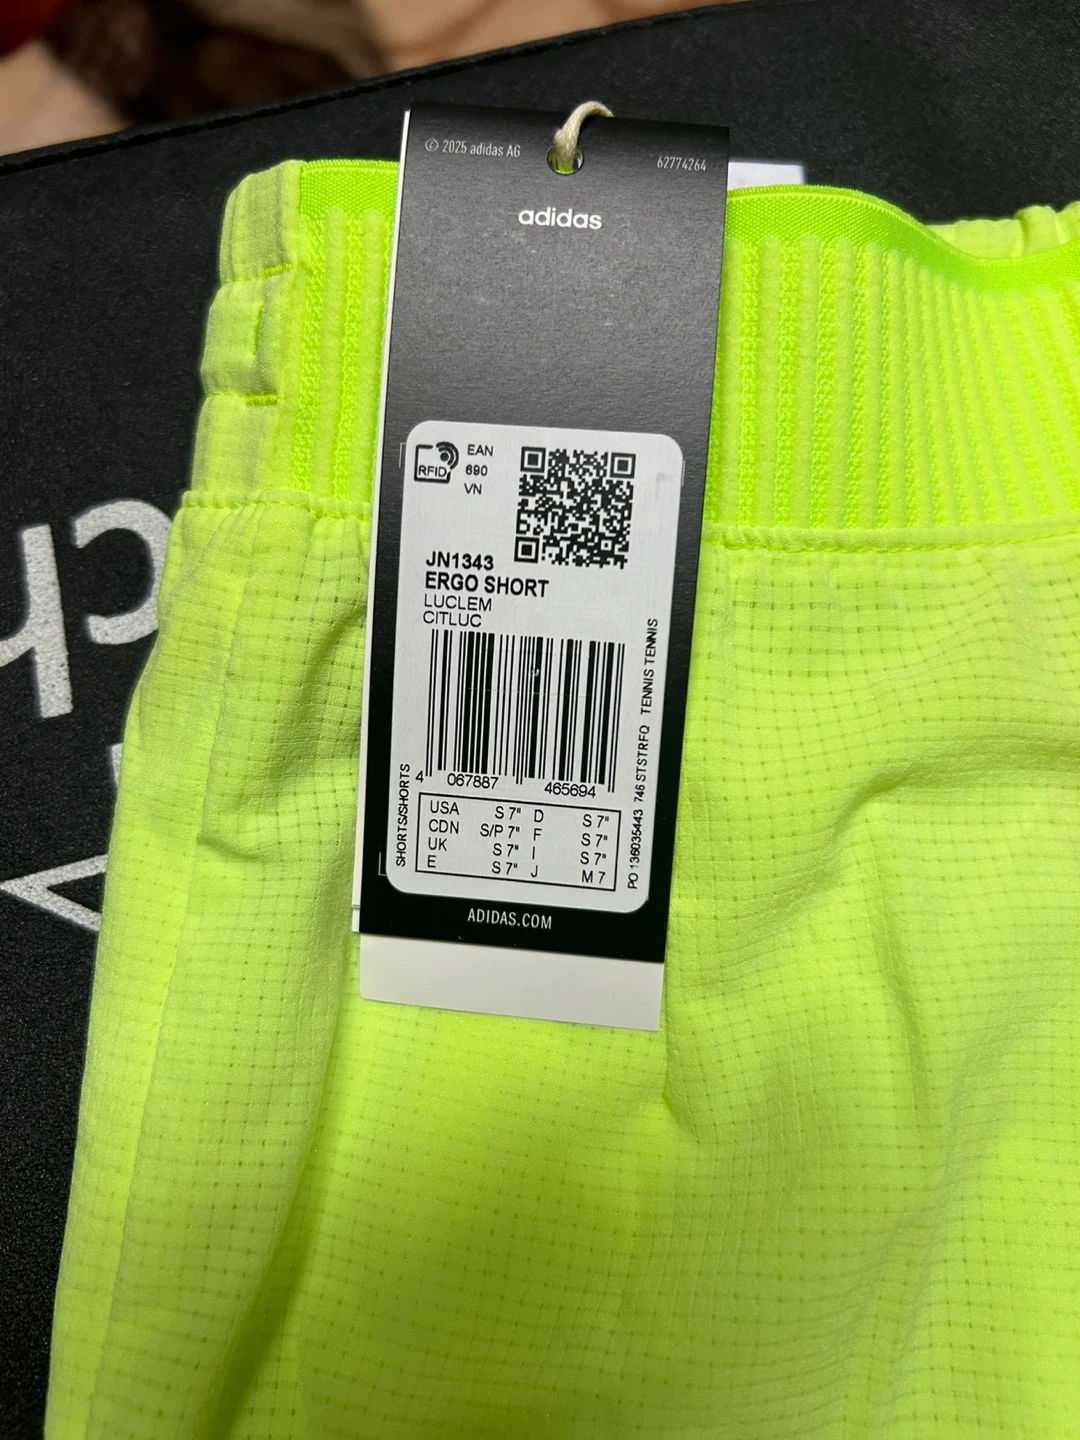 © 2025 adidas AG
62774264
adidas
RFID
EAN
690
VN
JN1343
ERGO SHORT
LUCLEM
CITLUC
4 067887 465694
USA S 7" D S 7"
CDN S/P 7" F S 7"
UK S 7" I S 7"
E S 7" J M 7
SHORTS/SHORTS
PO 136035443 746 STSTRFQ TENNIS TENNIS
ADIDAS.COM